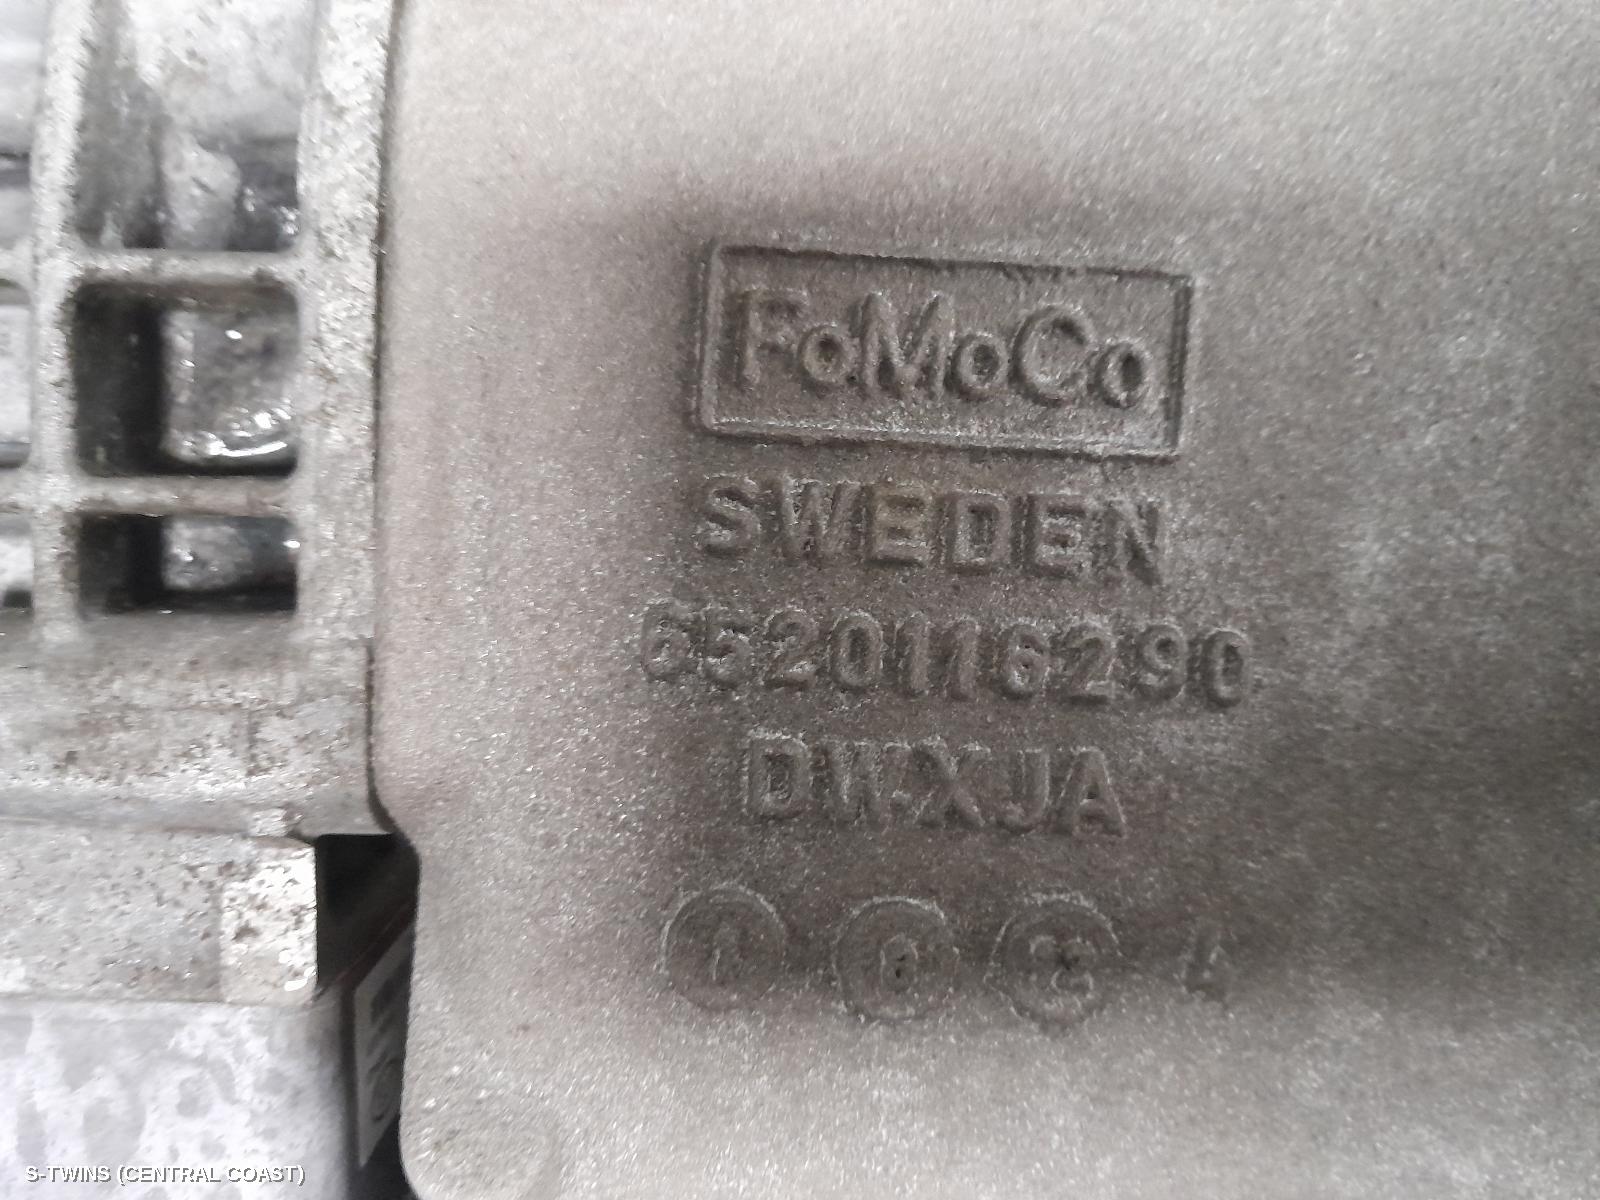 FoMoCo
SWEDEN
6520116290
DWXJA
S-TWINS (CENTRAL COAST)